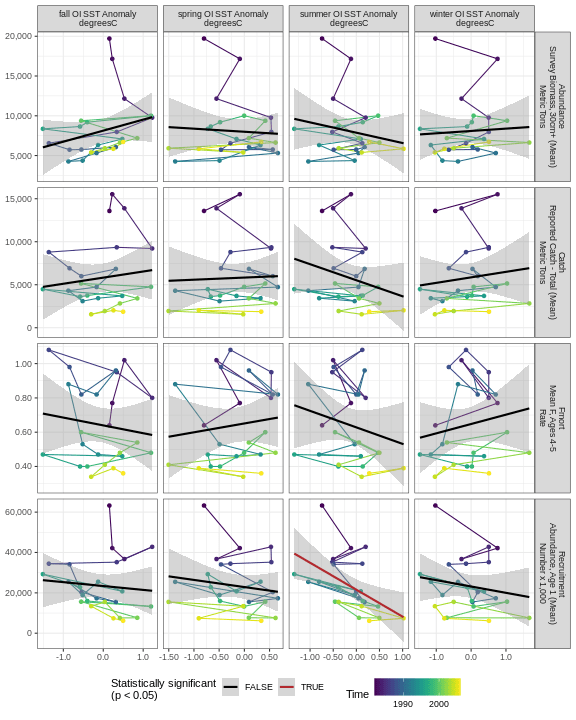 fall OI SST Anomaly
degreesC
spring OI SST Anomaly
degreesC
summer OI SST Anomaly
degreesC
winter OI SST Anomaly
degreesC
20,000
15,000
10,000
5,000
Abundance
Survey Biomass, 30cm+ (Mean)
Metric Tons
15,000
10,000
5,000
0
Catch
Reported Catch - Total (Mean)
Metric Tons
1.00
0.80
0.60
0.40
Fmort
Mean F, Ages 4-5
Rate
60,000
40,000
20,000
0
Recruitment
Abundance, Age 1 (Mean)
Number x 1,000
-1.0 0.0 1.0
-1.50 -0.75 0.00 0.50
-1.00 -0.50 0.00 0.50 1.00
-1.0 0.0 1.0
Statistically significant
(p < 0.05)
FALSE
TRUE
Time
1990 2000